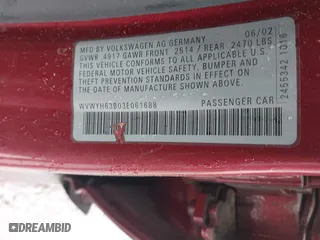 MFD BY VOLKSWAGEN AG GERMANY 06/02
GVWR 4917 GAWR FRONT 2514 / REAR 2470 LBS
THIS CONFORMS TO ALL APPLICABLE U.S.
FEDERAL MOTOR VEHICLE SAFETY, BUMPER AND
THEFT PREVENTION STANDARDS IN EFFECT ON
THE DATE OF MANUFACTURE SHOWN ABOVE
WVWYH63B03E061688 PASSENGER CAR
2455342 1016
DREAMBID